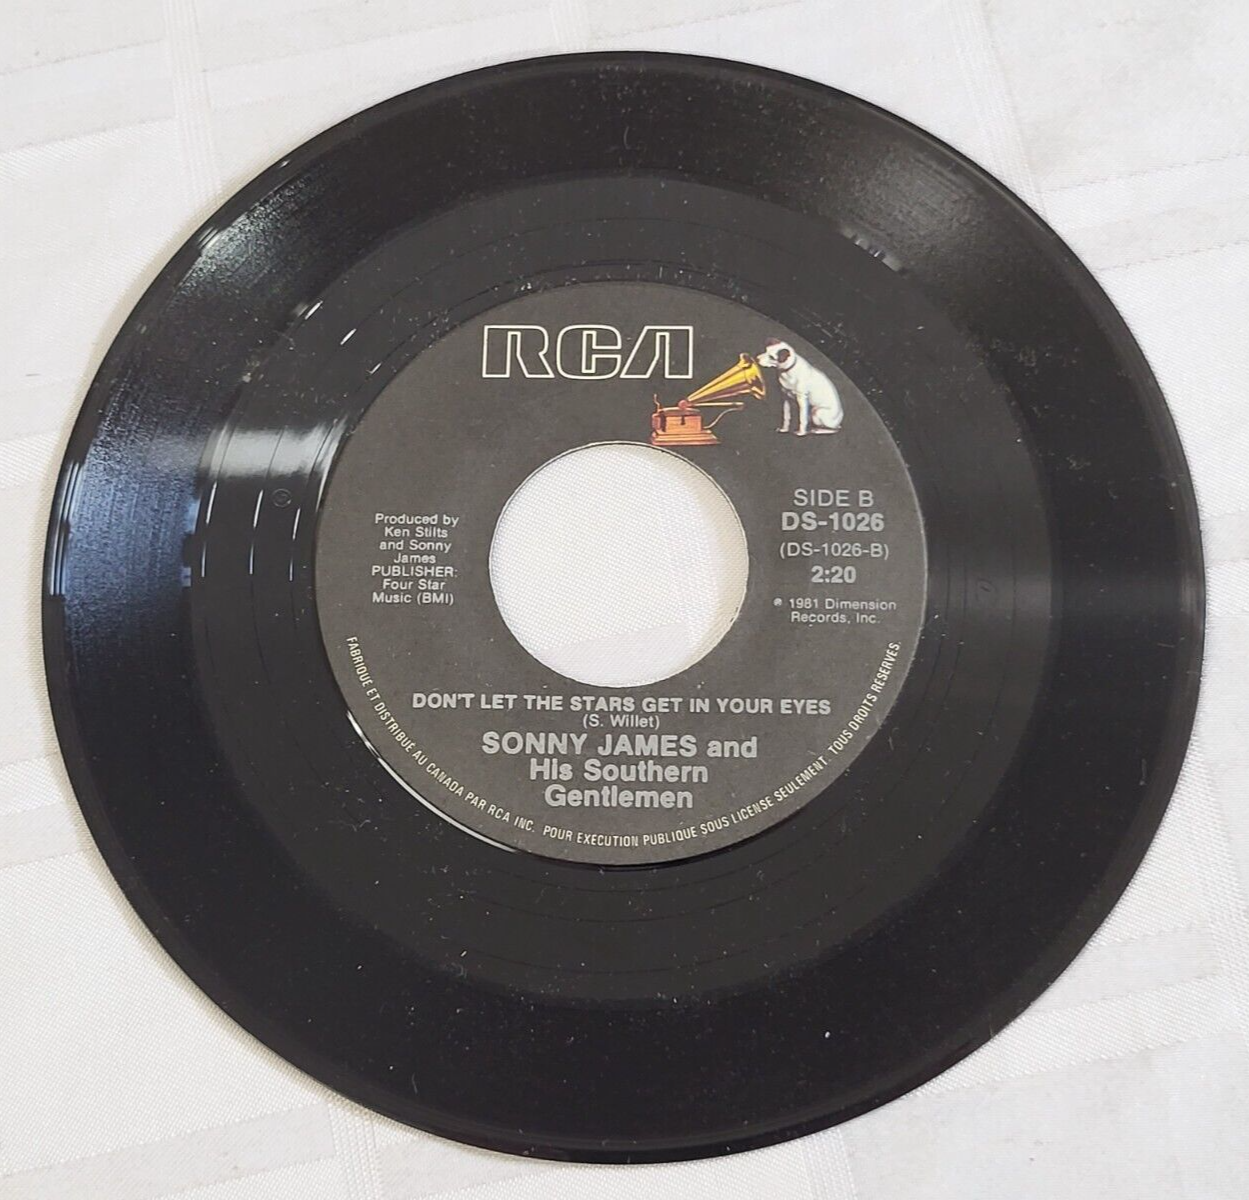 RCA
SIDE B
DS-1026
(DS-1026-B)
2:20
℗ 1981 Dimension
Records, Inc.
Produced by
Ken Stilts
and Sonny
James
PUBLISHER:
Four Star
Music (BMI)
DON'T LET THE STARS GET IN YOUR EYES
(S. Willet)
SONNY JAMES and
His Southern
Gentlemen
FABRIQUE ET DISTRIBUÉ AU CANADA PAR RCA INC. POUR EXECUTION PUBLIQUE SOUS LICENSE SEULEMENT. TOUS DROITS RESERVES.